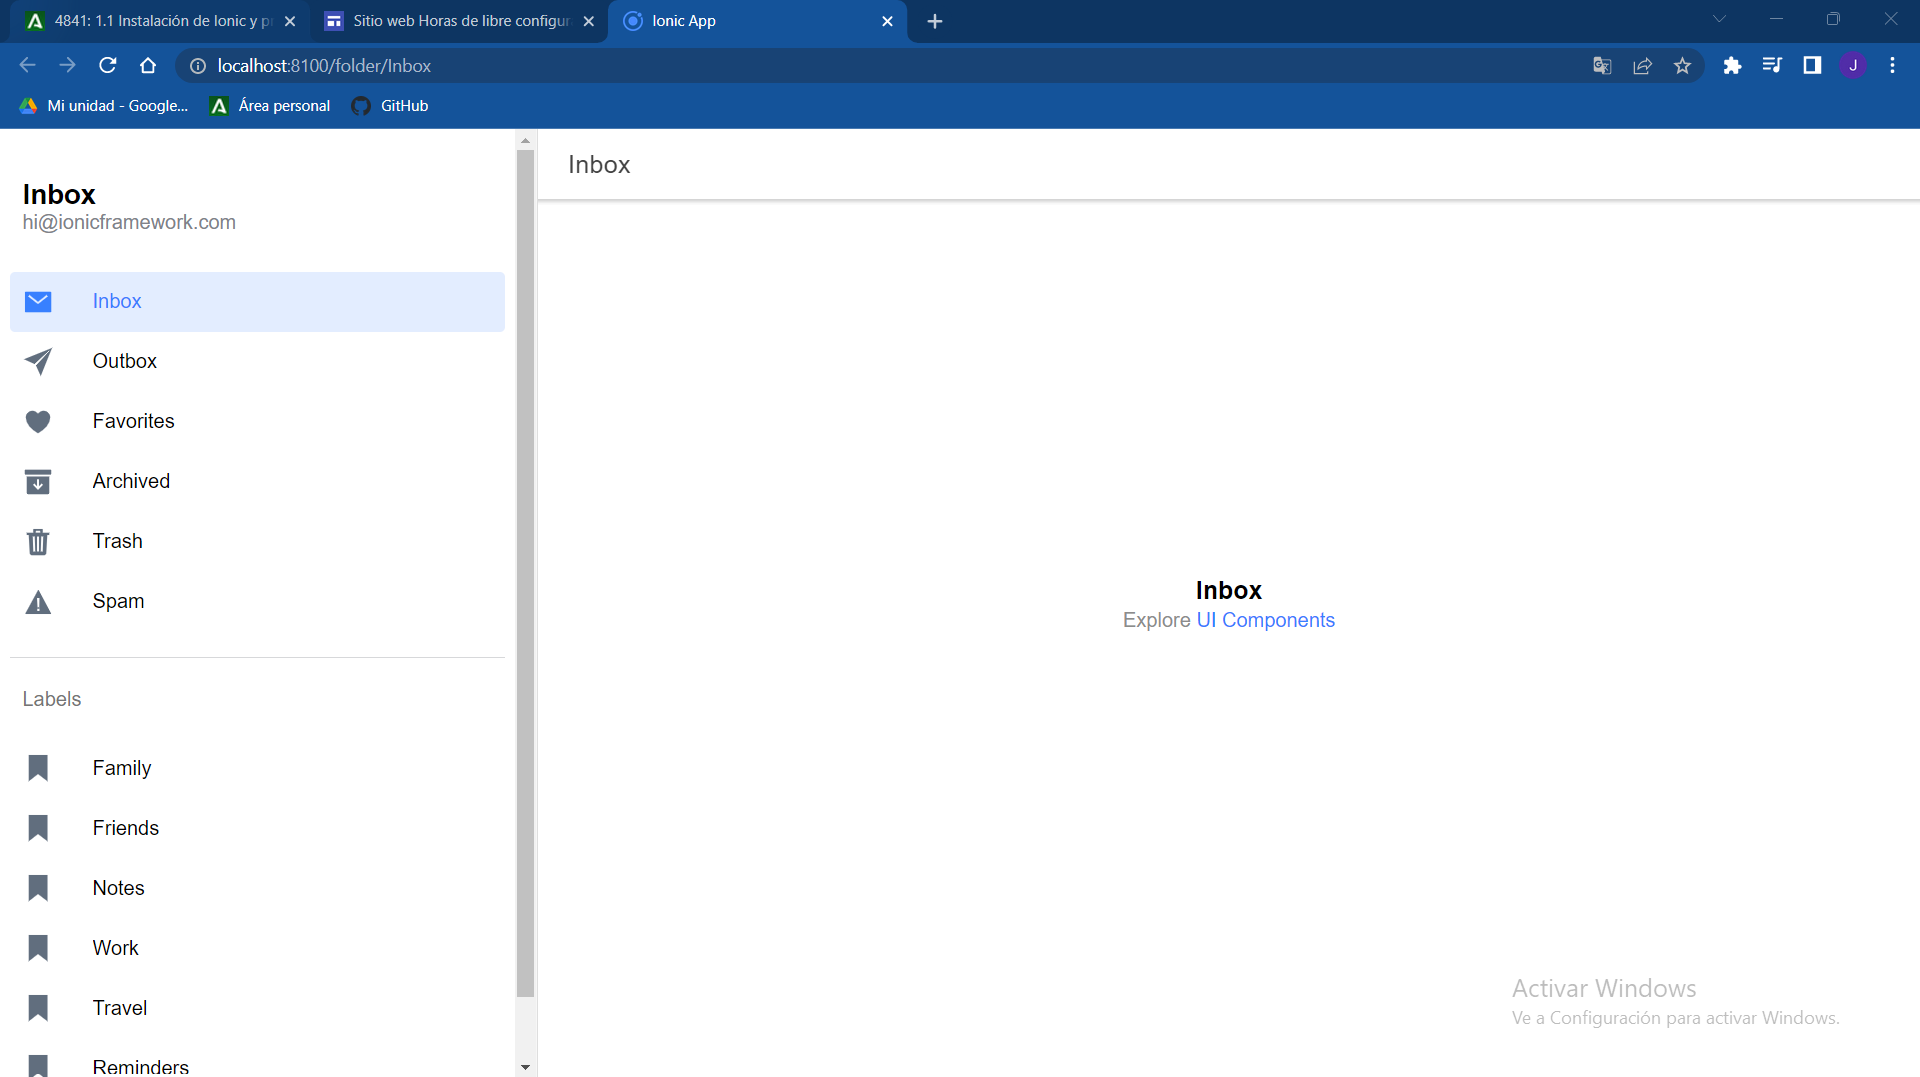 4841: 1.1 Instalación de Ionic y pr
Sitio web Horas de libre configur
Ionic App
localhost:8100/folder/Inbox
J
Mi unidad - Google...
Área personal
GitHub
Inbox
hi@ionicframework.com
Inbox
Outbox
Favorites
Archived
Trash
Spam
Labels
Family
Friends
Notes
Work
Travel
Reminders
Inbox
Inbox
Explore UI Components
Activar Windows
Ve a Configuración para activar Windows.